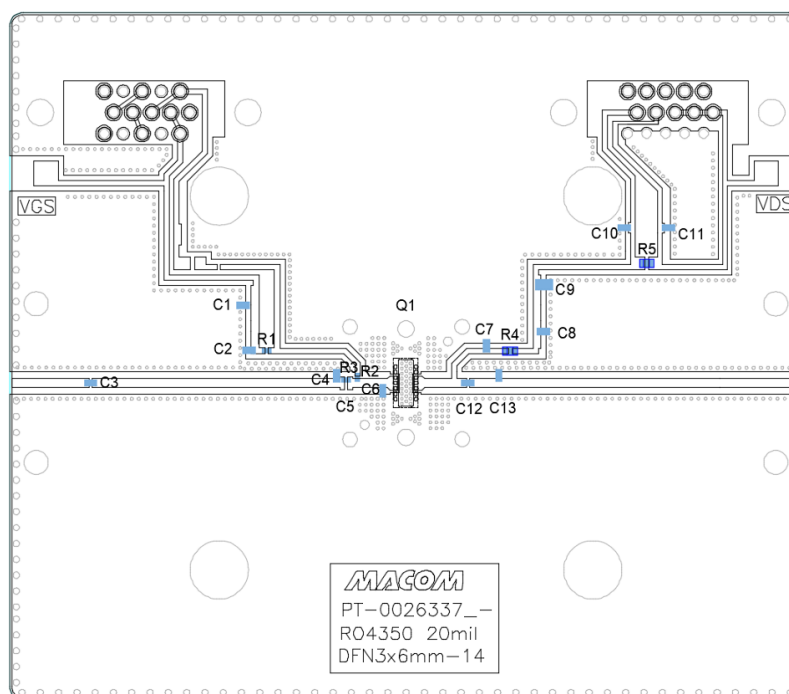 VGS
VDS
C10
C11
R5
C1
Q1
C9
C7
R4
C8
C2
R1
C3
C4
R3
R2
C6
C5
C12
C13
MACOM
PT-0026337_-
RO4350 20mil
DFN3x6mm-14